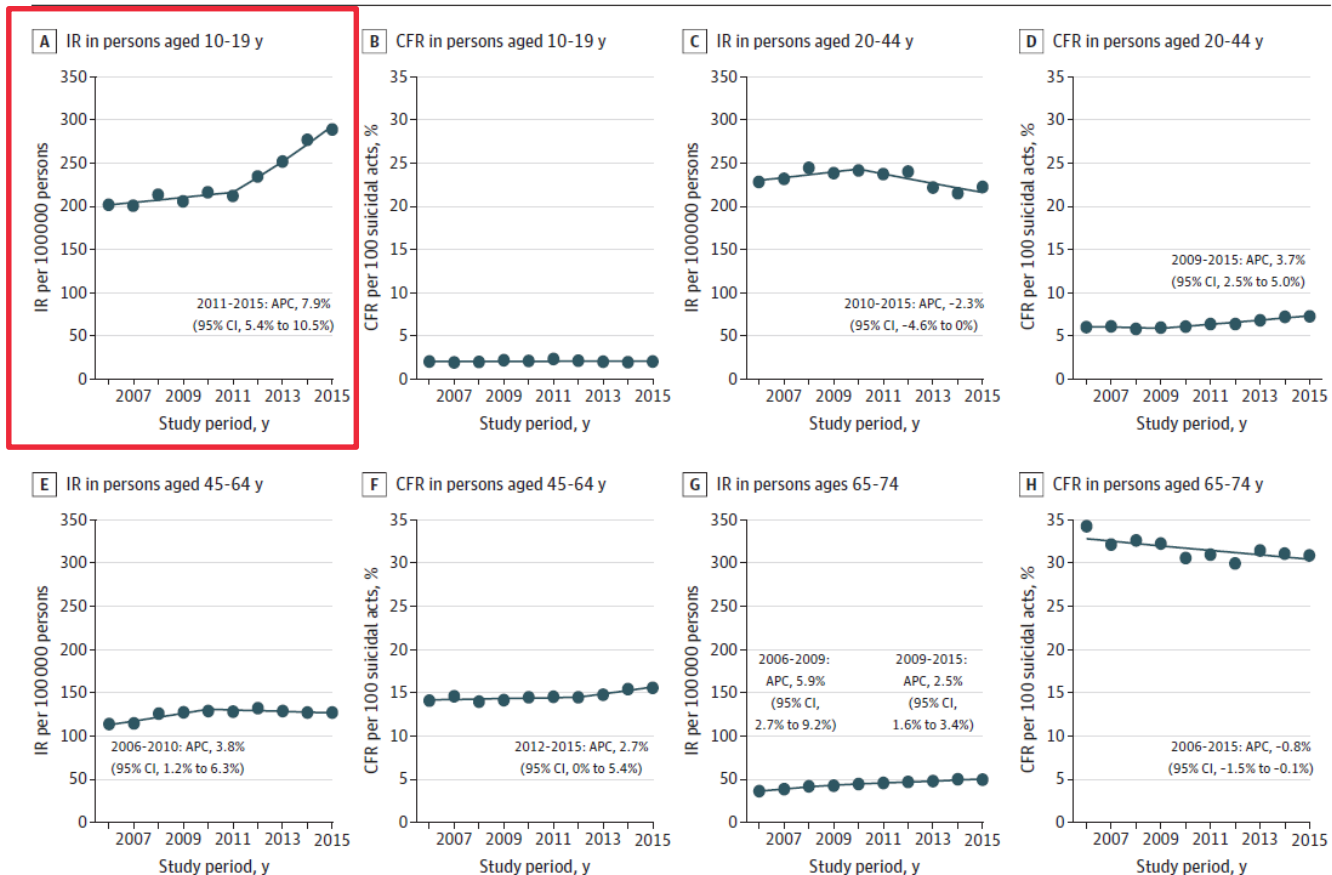 A IR in persons aged 10-19 y
350
300
250
200
150
100
50
0
IR per 100000 persons
2011-2015: APC, 7.9%
(95% CI, 5.4% to 10.5%)
2007 2009 2011 2013 2015
Study period, y
B CFR in persons aged 10-19 y
35
30
25
20
15
10
5
0
CFR per 100 suicidal acts, %
2007 2009 2011 2013 2015
Study period, y
C IR in persons aged 20-44 y
350
300
250
200
150
100
50
0
IR per 100000 persons
2010-2015: APC, −2.3%
(95% CI, −4.6% to 0%)
2007 2009 2011 2013 2015
Study period, y
D CFR in persons aged 20-44 y
35
30
25
20
15
10
5
0
CFR per 100 suicidal acts, %
2009-2015: APC, 3.7%
(95% CI, 2.5% to 5.0%)
2007 2009 2011 2013 2015
Study period, y
E IR in persons aged 45-64 y
350
300
250
200
150
100
50
0
IR per 100000 persons
2006-2010: APC, 3.8%
(95% CI, 1.2% to 6.3%)
2007 2009 2011 2013 2015
Study period, y
F CFR in persons aged 45-64 y
35
30
25
20
15
10
5
0
CFR per 100 suicidal acts, %
2012-2015: APC, 2.7%
(95% CI, 0% to 5.4%)
2007 2009 2011 2013 2015
Study period, y
G IR in persons ages 65-74
350
300
250
200
150
100
50
0
IR per 100000 persons
2006-2009:
APC, 5.9%
(95% CI,
2.7% to 9.2%)
2009-2015:
APC, 2.5%
(95% CI,
1.6% to 3.4%)
2007 2009 2011 2013 2015
Study period, y
H CFR in persons aged 65-74 y
35
30
25
20
15
10
5
0
CFR per 100 suicidal acts, %
2006-2015: APC, −0.8%
(95% CI, −1.5% to −0.1%)
2007 2009 2011 2013 2015
Study period, y